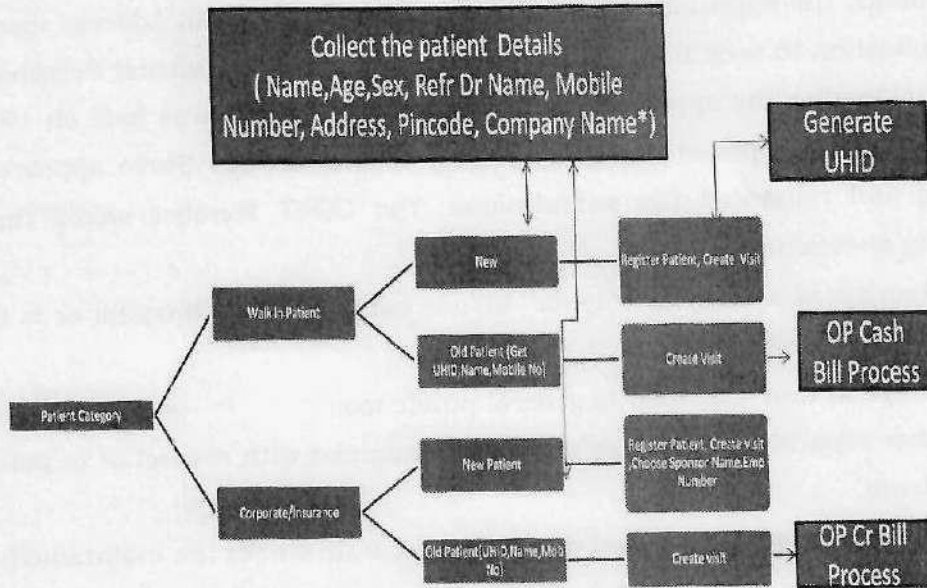 Collect the patient Details
( Name,Age,Sex, Refr Dr Name, Mobile
Number, Address, Pincode, Company Name*)
Generate
UHID
New
Register Patient, Create Visit
Walk In Patient
Old Patient (Get
UHID,Name,Mobile No)
Create Visit
OP Cash
Bill Process
Patient Category
New Patient
Register Patient, Create visit
,Choose Sponsor Name,Emp
Number
Corporate/Insurance
Old Patient(UHID,Name,Mob
No)
Create visit
OP Cr Bill
Process